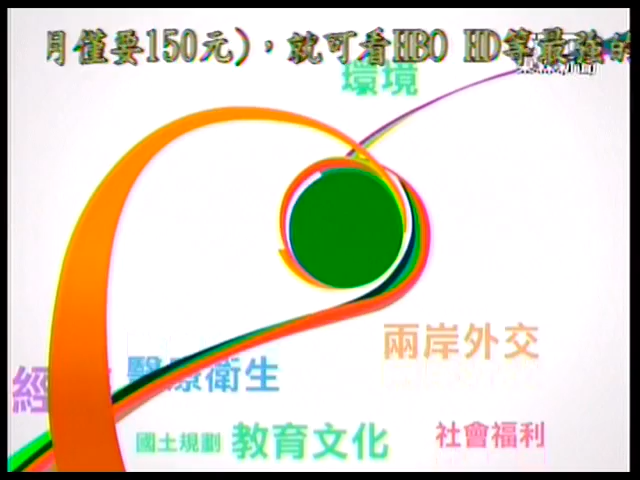 月僅要150元)，就可看HBO HD等最強的
環境
兩岸外交
經
醫療衛生
國土規劃
教育文化
社會福利